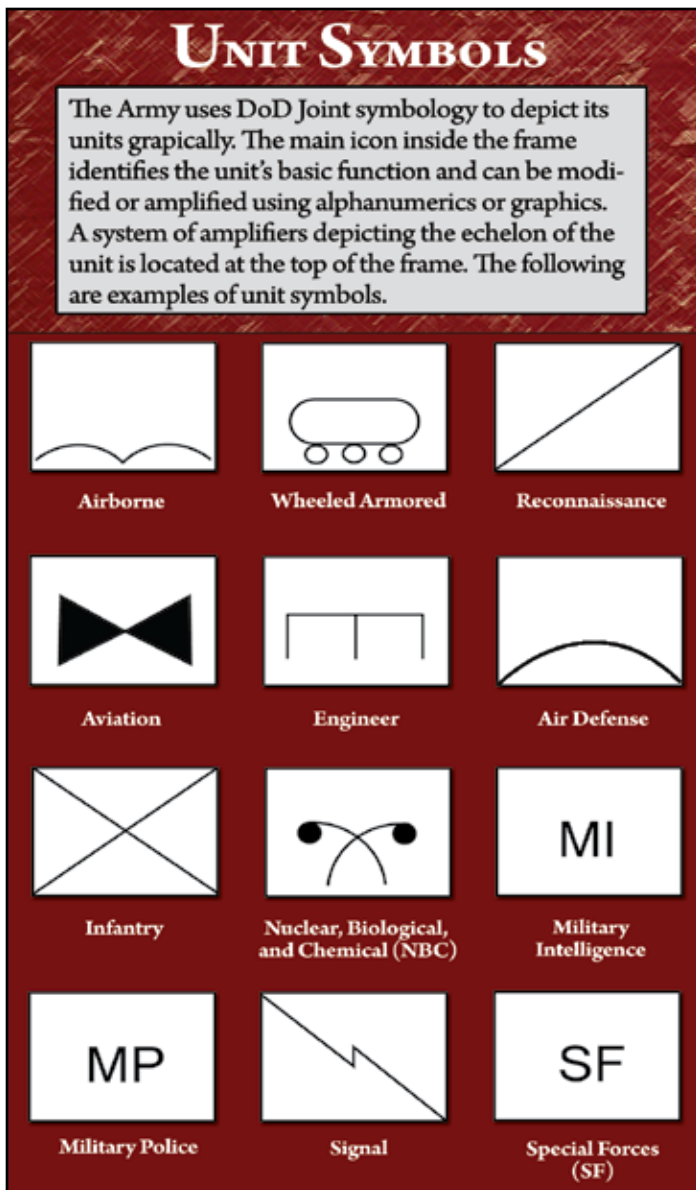 UNIT SYMBOLS
The Army uses DoD Joint symbology to depict its
units grapically. The main icon inside the frame
identifies the unit's basic function and can be modi-
fied or amplified using alphanumerics or graphics.
A system of amplifiers depicting the echelon of the
unit is located at the top of the frame. The following
are examples of unit symbols.
Airborne
Wheeled Armored
Reconnaissance
Aviation
Engineer
Air Defense
MI
Infantry
Nuclear, Biological,
and Chemical (NBC)
Military
Intelligence
MP
SF
Military Police
Signal
Special Forces
(SF)